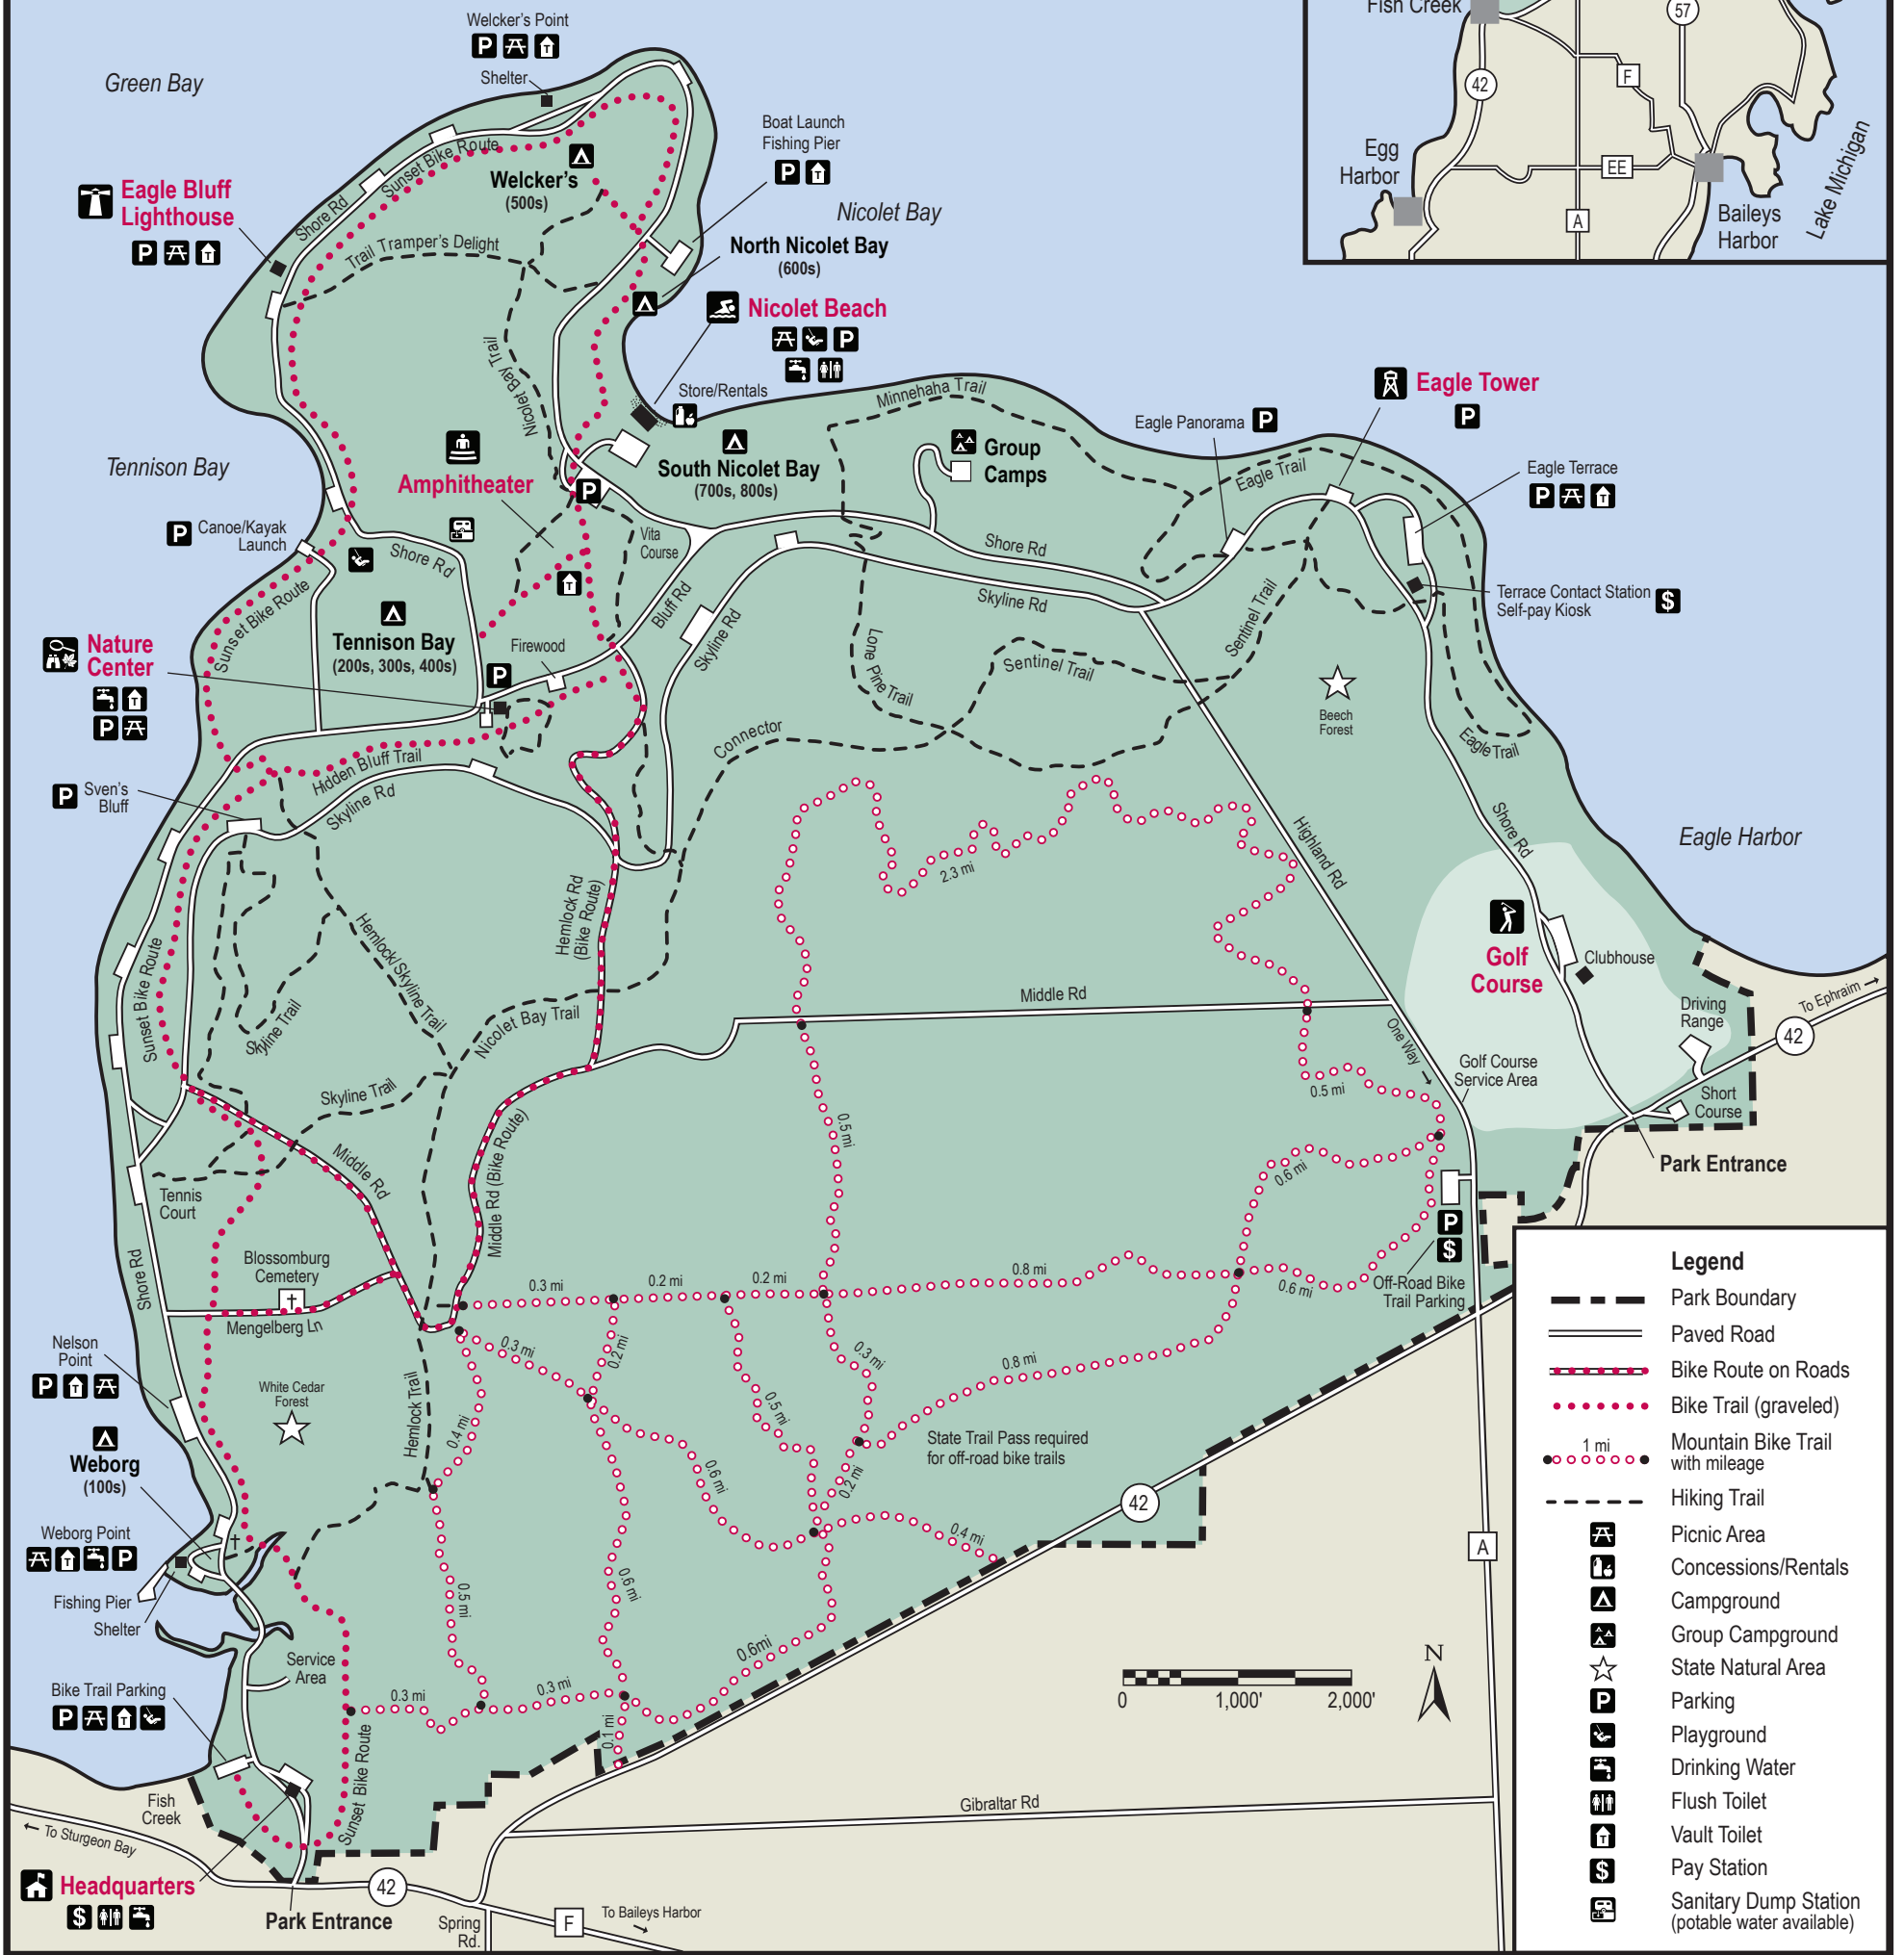 Welcker's Point
P
T
Green Bay
Shelter
Fish Creek
57
42
F
Egg
Harbor
EE
A
Baileys
Harbor
Lake Michigan
Boat Launch
Fishing Pier
P
T
Sunset Bike Route
Welcker's
(500s)
Eagle Bluff
Lighthouse
P
T
Shore Rd
Nicolet Bay
Trail Tramper's Delight
North Nicolet Bay
(600s)
Nicolet Beach
P
Nicolet Bay Trail
Store/Rentals
Minnehaha Trail
Eagle Tower
P
Eagle Panorama
P
Tennison Bay
Amphitheater
South Nicolet Bay
(700s, 800s)
Group
Camps
Eagle Trail
Eagle Terrace
P
T
P
P
Canoe/Kayak
Launch
Shore Rd
Vita
Course
Shore Rd
Skyline Rd
Terrace Contact Station
Self-pay Kiosk
$
T
Sunset Bike Route
Bluff Rd
Skyline Rd
Sentinel Trail
Nature
Center
T
P
Tennison Bay
(200s, 300s, 400s)
Firewood
P
Lone Pine Trail
Sentinel Trail
Beech
Forest
Connector
Eagle Trail
Hidden Bluff Trail
P
Sven's
Bluff
Skyline Rd
Shore Rd
Highland Rd
2.3 mi
Eagle Harbor
Hemlock Rd
(Bike Route)
Hemlock/Skyline Trail
Golf
Course
Clubhouse
Sunset Bike Route
Skyline Trail
Nicolet Bay Trail
Middle Rd
Driving
Range
To Ephraim
42
One Way
Golf Course
Service Area
0.5 mi
Skyline Trail
Short
Course
0.5 mi
Middle Rd
Middle Rd (Bike Route)
0.6 mi
Park Entrance
Tennis
Court
P
$
Off-Road Bike
Trail Parking
Shore Rd
Blossomburg
Cemetery
Mengelberg Ln
0.3 mi
0.2 mi
0.2 mi
0.8 mi
0.6 mi
Nelson
Point
P
T
0.3 mi
0.2 mi
0.3 mi
0.8 mi
White Cedar
Forest
Hemlock Trail
0.4 mi
0.5 mi
State Trail Pass required
for off-road bike trails
Weborg
(100s)
0.6 mi
0.2 mi
42
Weborg Point
T
P
0.4 mi
A
Fishing Pier
Shelter
0.5 mi
0.6 mi
0.6mi
Service
Area
Bike Trail Parking
P
T
0.3 mi
0.3 mi
0.1 mi
Sunset Bike Route
N
0
1,000'
2,000'
Fish
Creek
To Sturgeon Bay
Gibraltar Rd
Headquarters
$
42
Park Entrance
Spring
Rd.
F
To Baileys Harbor
Legend
Park Boundary
Paved Road
Bike Route on Roads
Bike Trail (graveled)
1 mi
Mountain Bike Trail
with mileage
Hiking Trail
Picnic Area
Concessions/Rentals
Campground
Group Campground
State Natural Area
P
Parking
Playground
Drinking Water
Flush Toilet
T
Vault Toilet
$
Pay Station
Sanitary Dump Station
(potable water available)